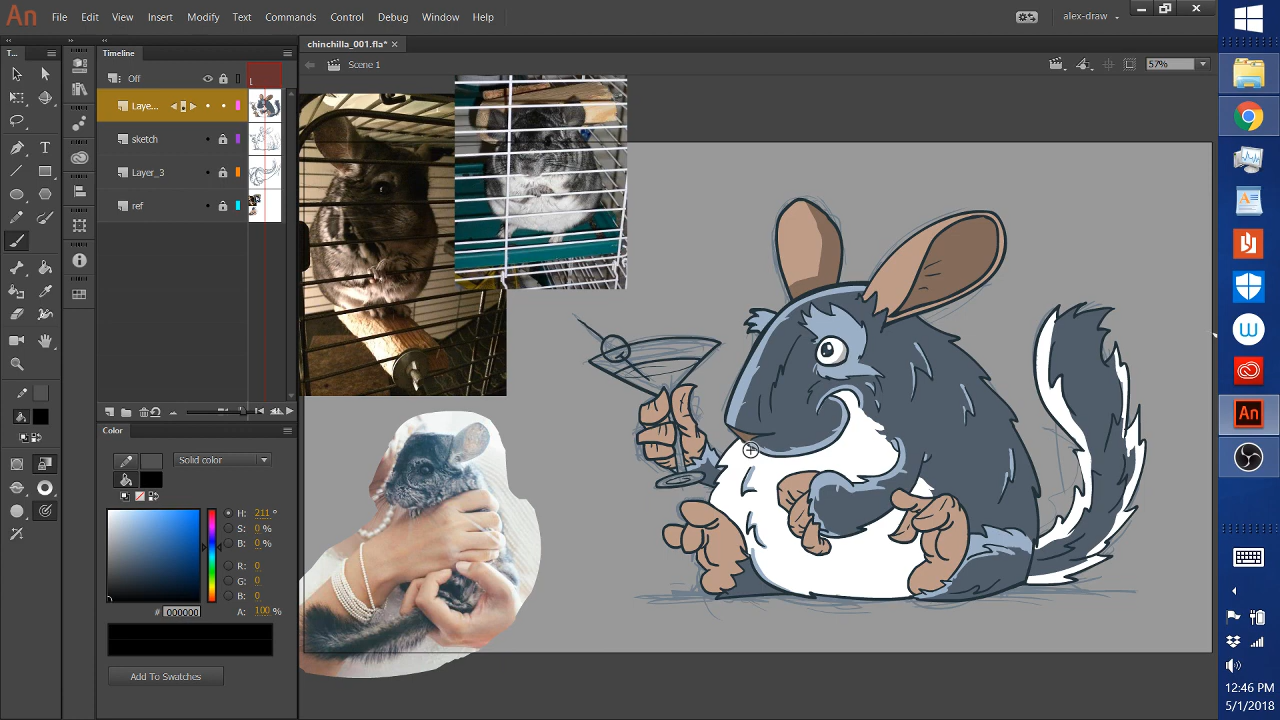 An File Edit View Insert Modify Text Commands Control Debug Window Help alex-draw
T... Timeline chinchilla_001.fla* ×
Off 1 Scene 1 57%
Laye...
sketch
Layer_3
ref
Color
Solid color
H: 211 °
S: 0 %
B: 0 %
R: 0
G: 0
B: 0
# 000000 A: 100 %
Add To Swatches
An
12:46 PM
5/1/2018